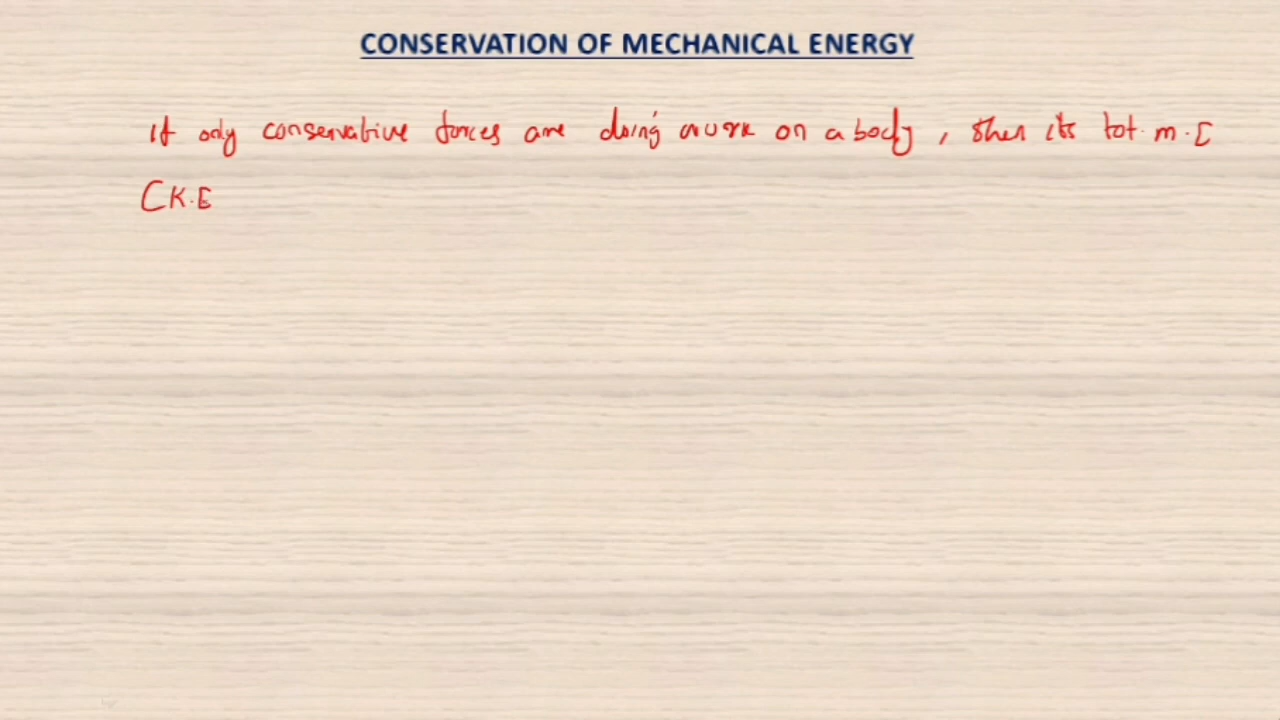 CONSERVATION OF MECHANICAL ENERGY
If only conservative forces are doing work on a body, then its tot. m.E
(K.E